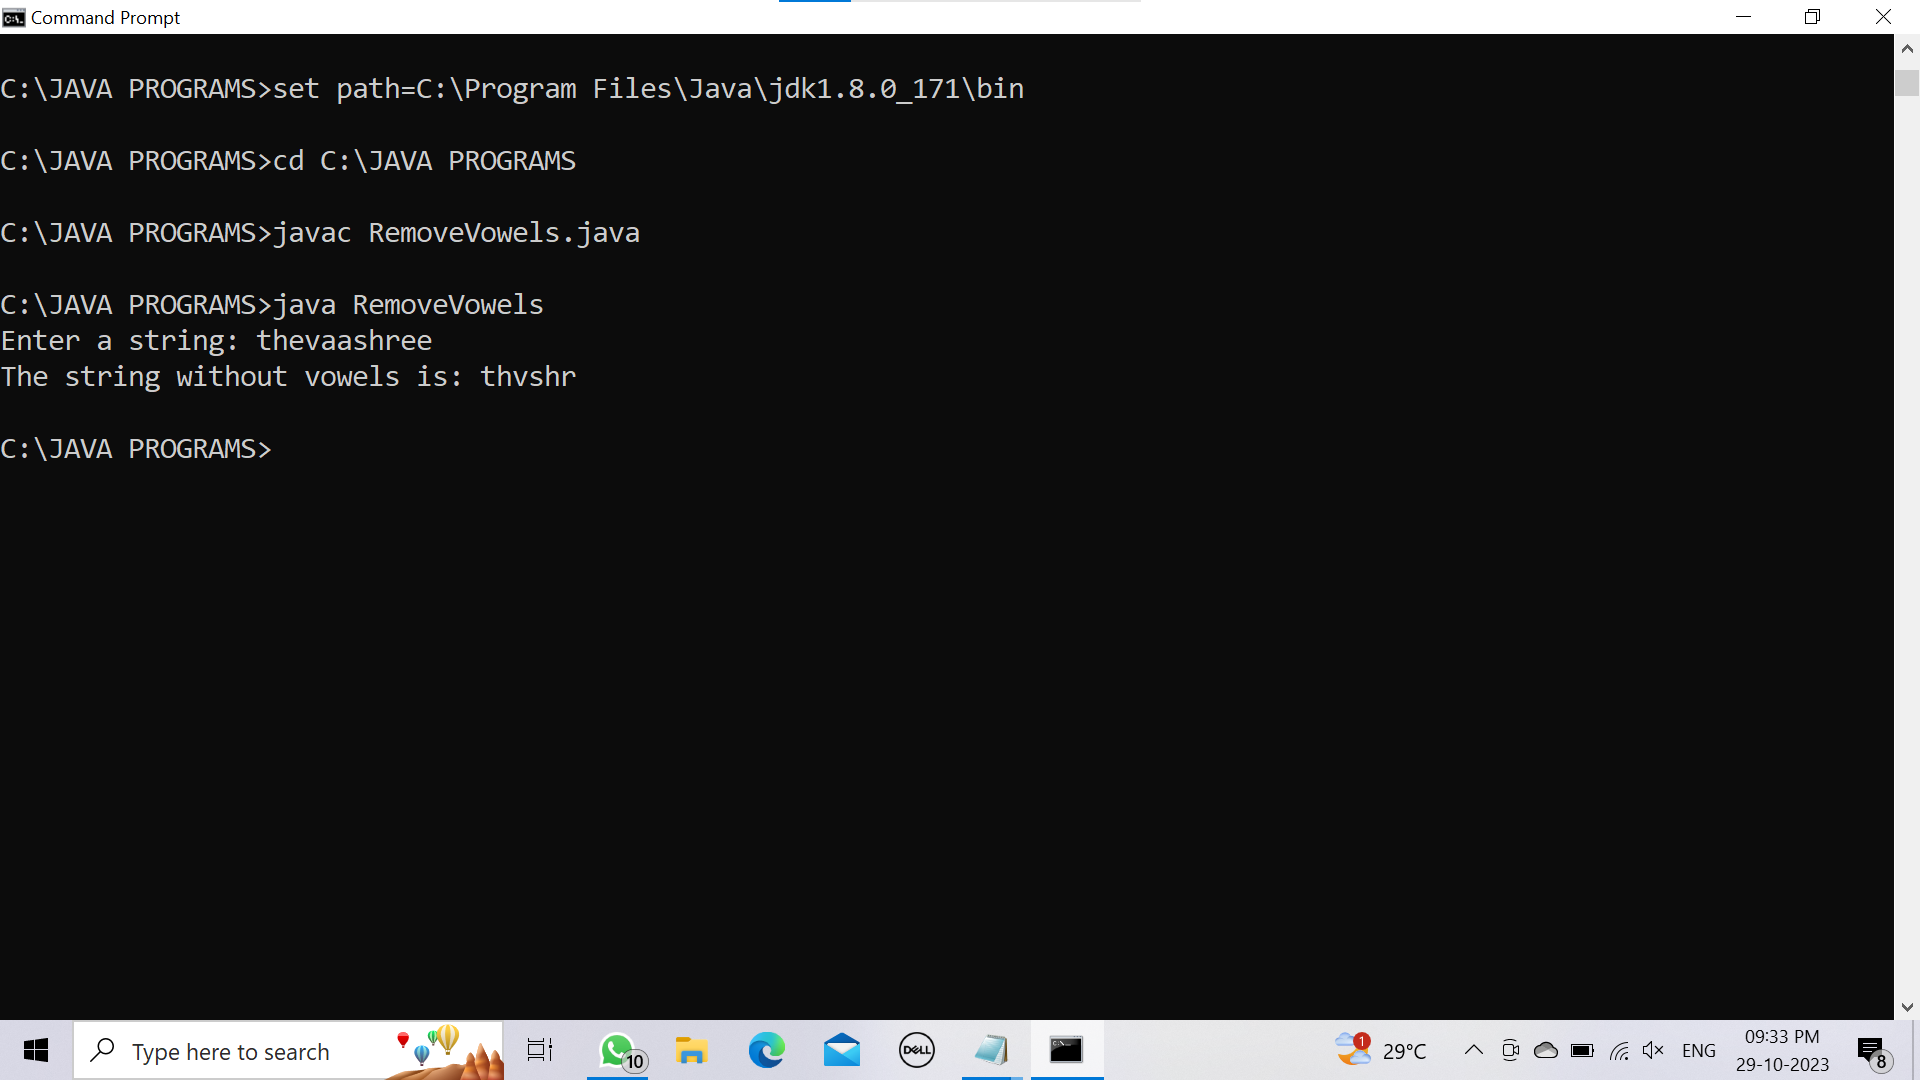 Command Prompt
C:\JAVA PROGRAMS>set path=C:\Program Files\Java\jdk1.8.0_171\bin
C:\JAVA PROGRAMS>cd C:\JAVA PROGRAMS
C:\JAVA PROGRAMS>javac RemoveVowels.java
C:\JAVA PROGRAMS>java RemoveVowels
Enter a string: thevaashree
The string without vowels is: thvshr
C:\JAVA PROGRAMS>
Type here to search
10
DELL
1
29°C
ENG
09:33 PM
29-10-2023
8